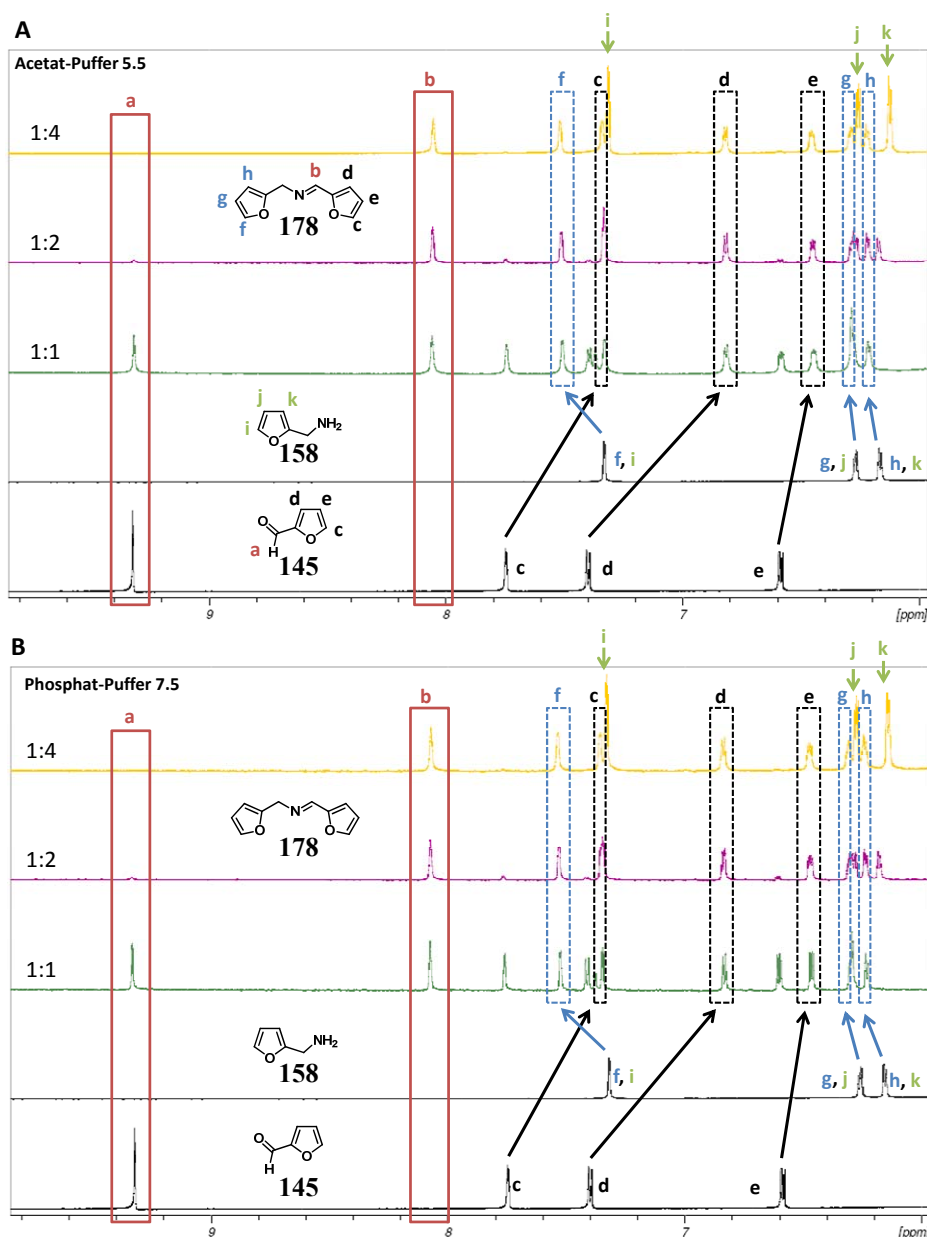 A
i
j
k
Acetat-Puffer 5.5
a
b
f
c
d
e
g
h
1:4
h
b
d
g
N
e
O
O
f
178
c
1:2
1:1
j
k
i
O
NH2
158
f, i
g, j
h, k
d
e
O
O
c
a
H
145
c
d
e
9
8
7
[ppm]
B
i
j
k
Phosphat-Puffer 7.5
a
b
f
c
d
e
g
h
1:4
N
O
O
178
1:2
1:1
O
NH2
158
f, i
g, j
h, k
O
O
H
145
c
d
e
9
8
7
[ppm]